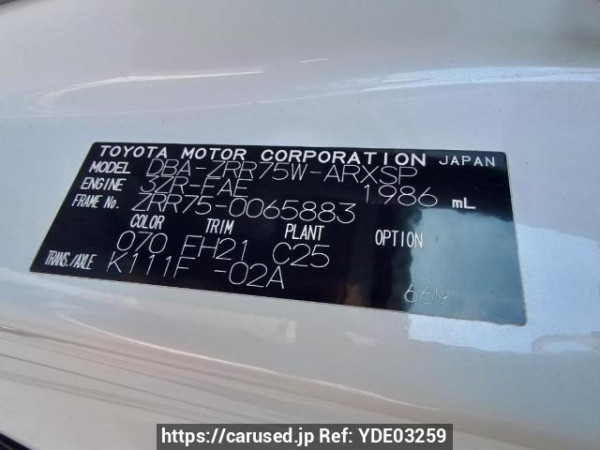 TOYOTA MOTOR CORPORATION JAPAN
MODEL DBA-ZRR75W-ARXSP
ENGINE 3ZR-FAE 1986 mL
FRAME No. ZRR75-0065883
COLOR TRIM PLANT OPTION
070 EH21 C25
TRANS./AXLE K111F -02A
669
https://carused.jp Ref: YDE03259